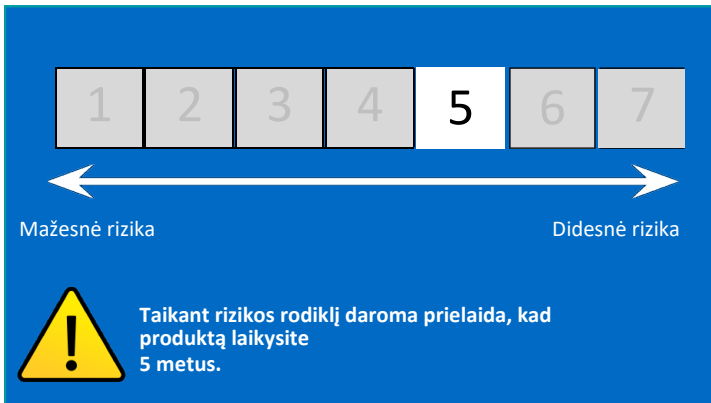 1 2 3 4 5 6 7
Mažesnė rizika Didesnė rizika
Taikant rizikos rodiklį daroma prielaida, kad
produktą laikysite
5 metus.